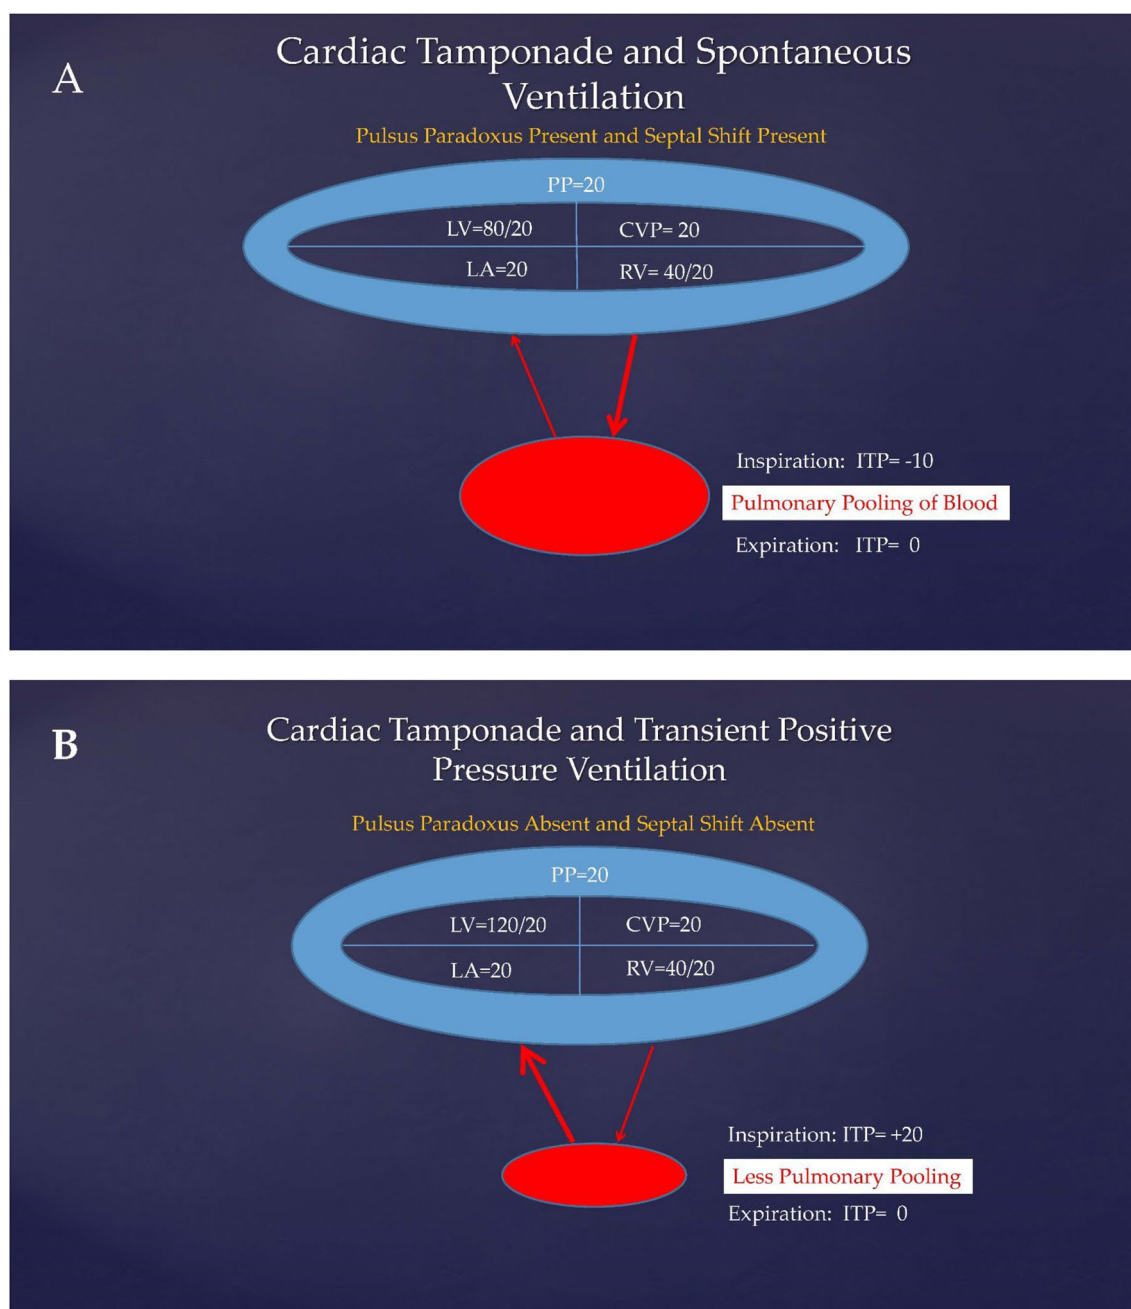 A
Cardiac Tamponade and Spontaneous
Ventilation
Pulsus Paradoxus Present and Septal Shift Present
PP=20
LV=80/20
CVP= 20
LA=20
RV= 40/20
Inspiration: ITP= -10
Pulmonary Pooling of Blood
Expiration: ITP= 0
B
Cardiac Tamponade and Transient Positive
Pressure Ventilation
Pulsus Paradoxus Absent and Septal Shift Absent
PP=20
LV=120/20
CVP=20
LA=20
RV=40/20
Inspiration: ITP= +20
Less Pulmonary Pooling
Expiration: ITP= 0